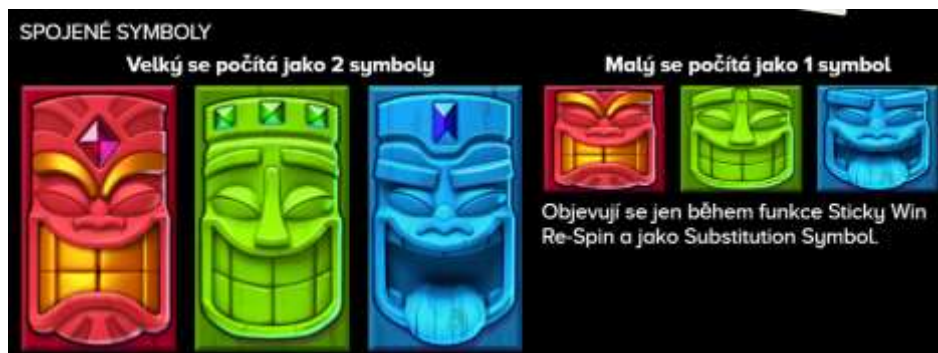 SPOJENÉ SYMBOLY
Velký se počítá jako 2 symboly
Malý se počítá jako 1 symbol
Objevují se jen během funkce Sticky Win
Re-Spin a jako Substitution Symbol.